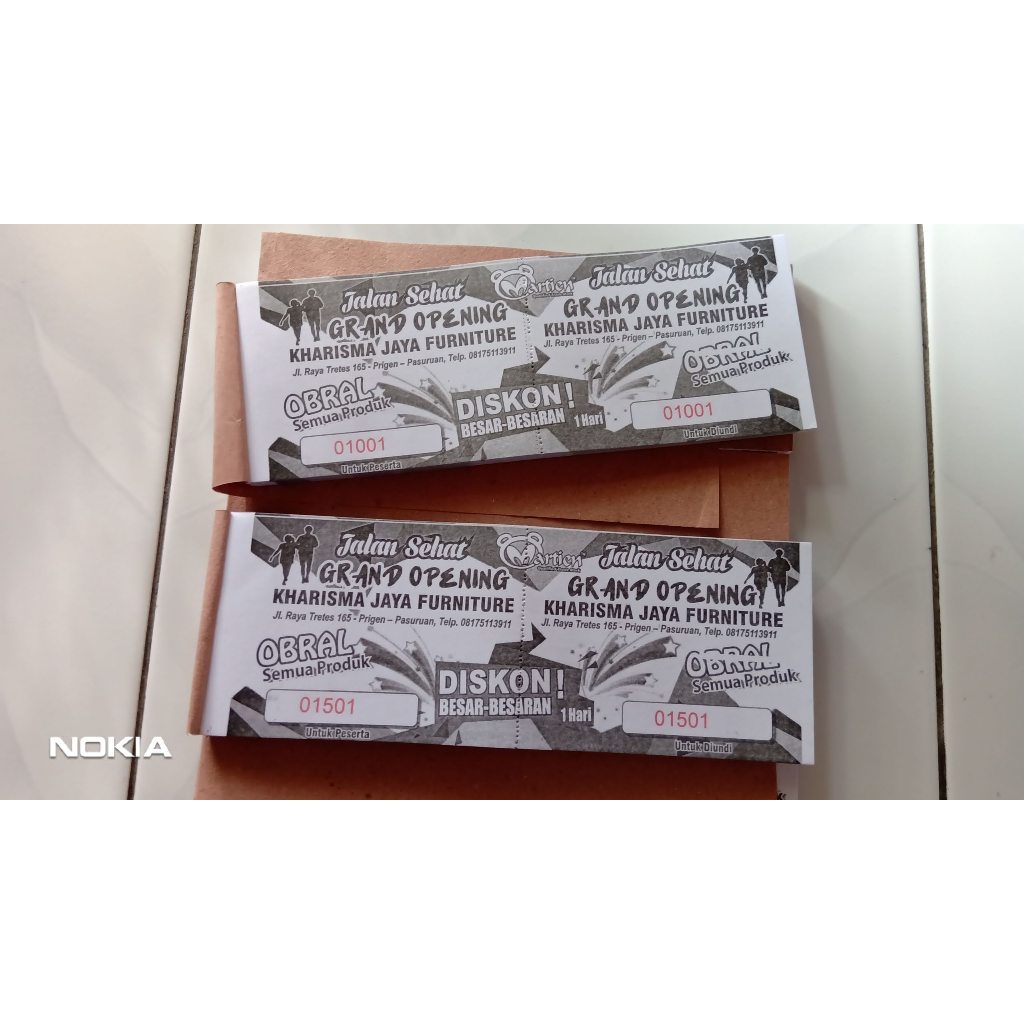 Jalan Sehat
GRAND OPENING
KHARISMA JAYA FURNITURE
Jl. Raya Tretes 165 - Prigen – Pasuruan, Telp. 08175113911
OBRAL
Semua Produk
01001
Untuk Peserta
Martien
DISKON !
BESAR-BESARAN 1 Hari
Jalan Sehat
GRAND OPENING
KHARISMA JAYA FURNITURE
Jl. Raya Tretes 165 - Prigen – Pasuruan, Telp. 08175113911
OBRAL
Semua Produk
01001
Untuk Diundi
Jalan Sehat
GRAND OPENING
KHARISMA JAYA FURNITURE
Jl. Raya Tretes 165 - Prigen – Pasuruan, Telp. 08175113911
OBRAL
Semua Produk
01501
Untuk Peserta
Martien
DISKON !
BESAR-BESARAN 1 Hari
Jalan Sehat
GRAND OPENING
KHARISMA JAYA FURNITURE
Jl. Raya Tretes 165 - Prigen – Pasuruan, Telp. 08175113911
OBRAL
Semua Produk
01501
Untuk Diundi
NOKIA